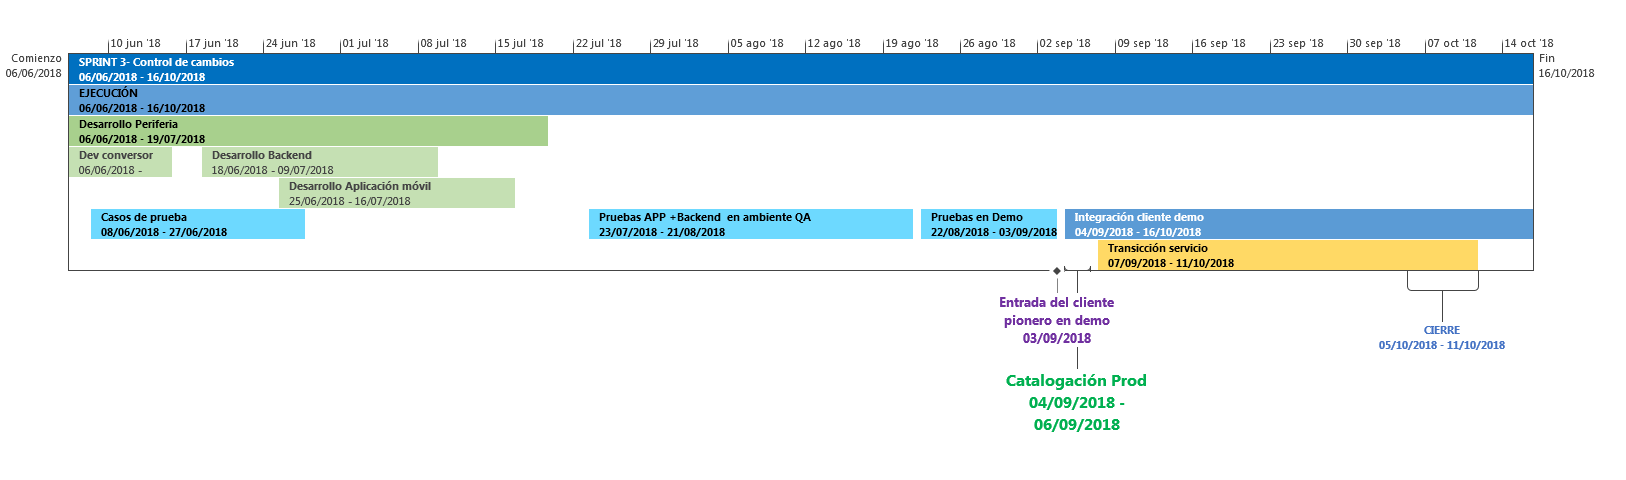 10 jun '18
17 jun '18
24 jun '18
01 jul '18
08 jul '18
15 jul '18
22 jul '18
29 jul '18
05 ago '18
12 ago '18
19 ago '18
26 ago '18
02 sep '18
09 sep '18
16 sep '18
23 sep '18
30 sep '18
07 oct '18
14 oct '18
Comienzo
06/06/2018
Fin
16/10/2018
SPRINT 3- Control de cambios
06/06/2018 - 16/10/2018
EJECUCIÓN
06/06/2018 - 16/10/2018
Desarrollo Periferia
06/06/2018 - 19/07/2018
Dev conversor
06/06/2018 -
Desarrollo Backend
18/06/2018 - 09/07/2018
Desarrollo Aplicación móvil
25/06/2018 - 16/07/2018
Casos de prueba
08/06/2018 - 27/06/2018
Pruebas APP +Backend  en ambiente QA
23/07/2018 - 21/08/2018
Pruebas en Demo
22/08/2018 - 03/09/2018
Integración cliente demo
04/09/2018 - 16/10/2018
Transicción servicio
07/09/2018 - 11/10/2018
Entrada del cliente
pionero en demo
03/09/2018
CIERRE
05/10/2018 - 11/10/2018
Catalogación Prod
04/09/2018 -
06/09/2018